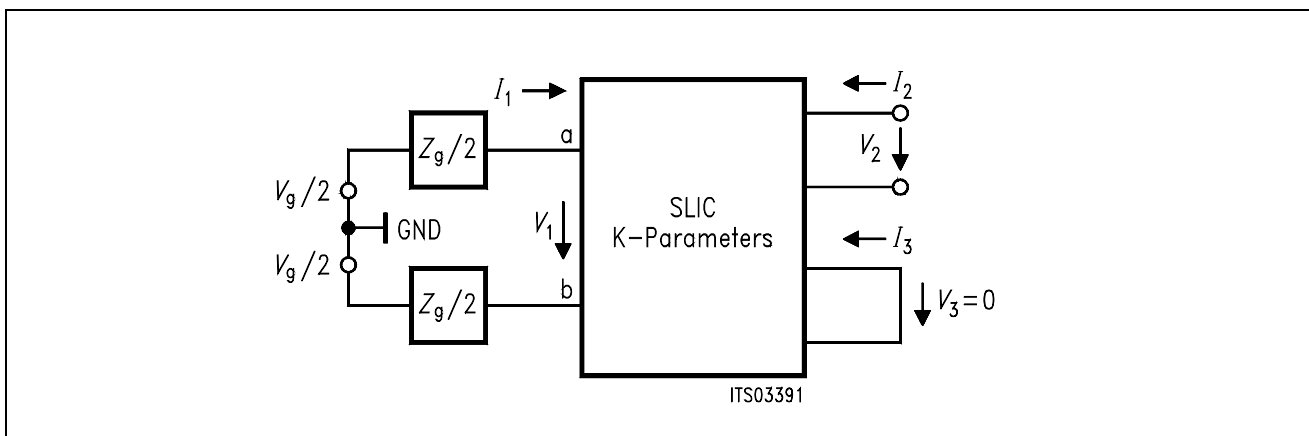 I1
I2
Zg/2
a
V2
Vg/2
GND
V1
SLIC
K-Parameters
I3
Vg/2
Zg/2
b
V3=0
ITS03391